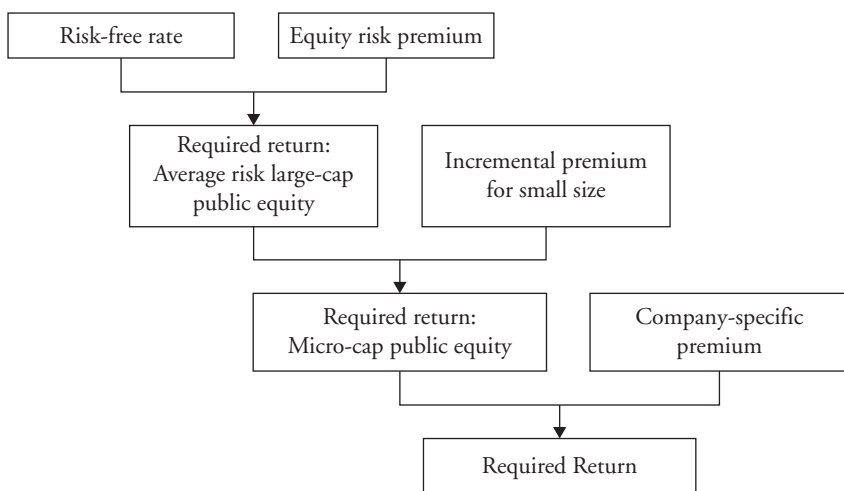 Risk-free rate
Equity risk premium
Required return:
Average risk large-cap
public equity
Incremental premium
for small size
Required return:
Micro-cap public equity
Company-specific
premium
Required Return